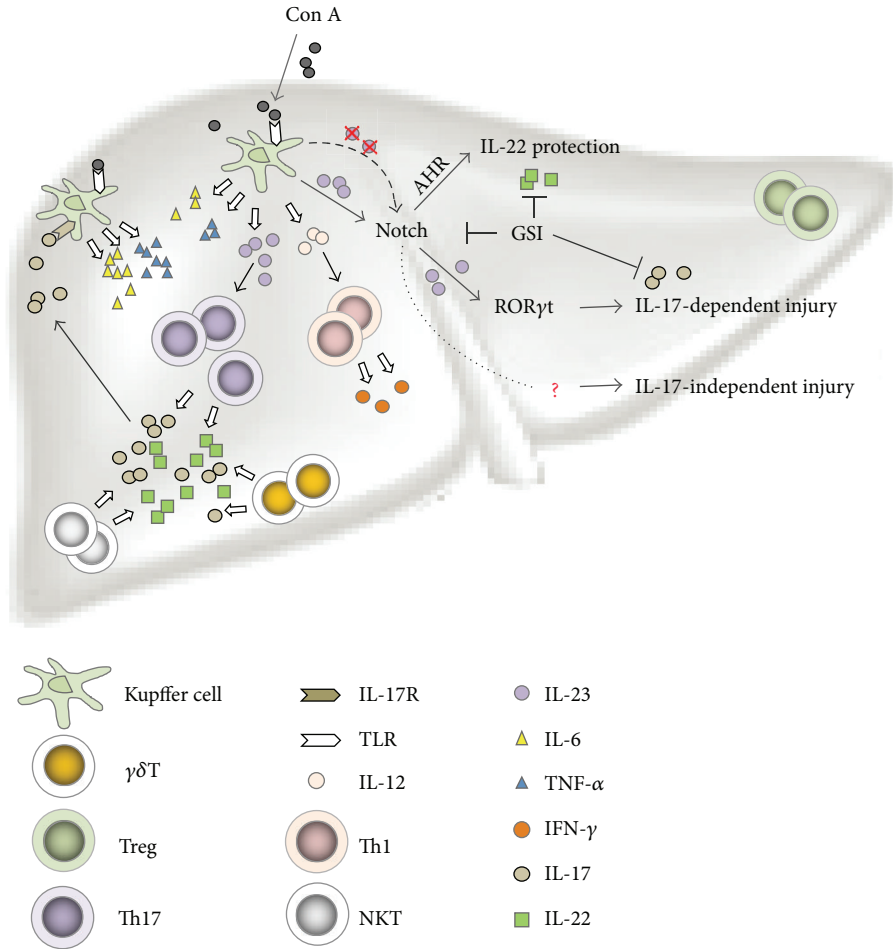 Con A
IL-22 protection
AHR
Notch
GSI
RORγt
IL-17-dependent injury
?
IL-17-independent injury
Kupffer cell
IL-17R
IL-23
TLR
IL-6
γδT
IL-12
TNF-α
IFN-γ
Treg
Th1
IL-17
Th17
NKT
IL-22